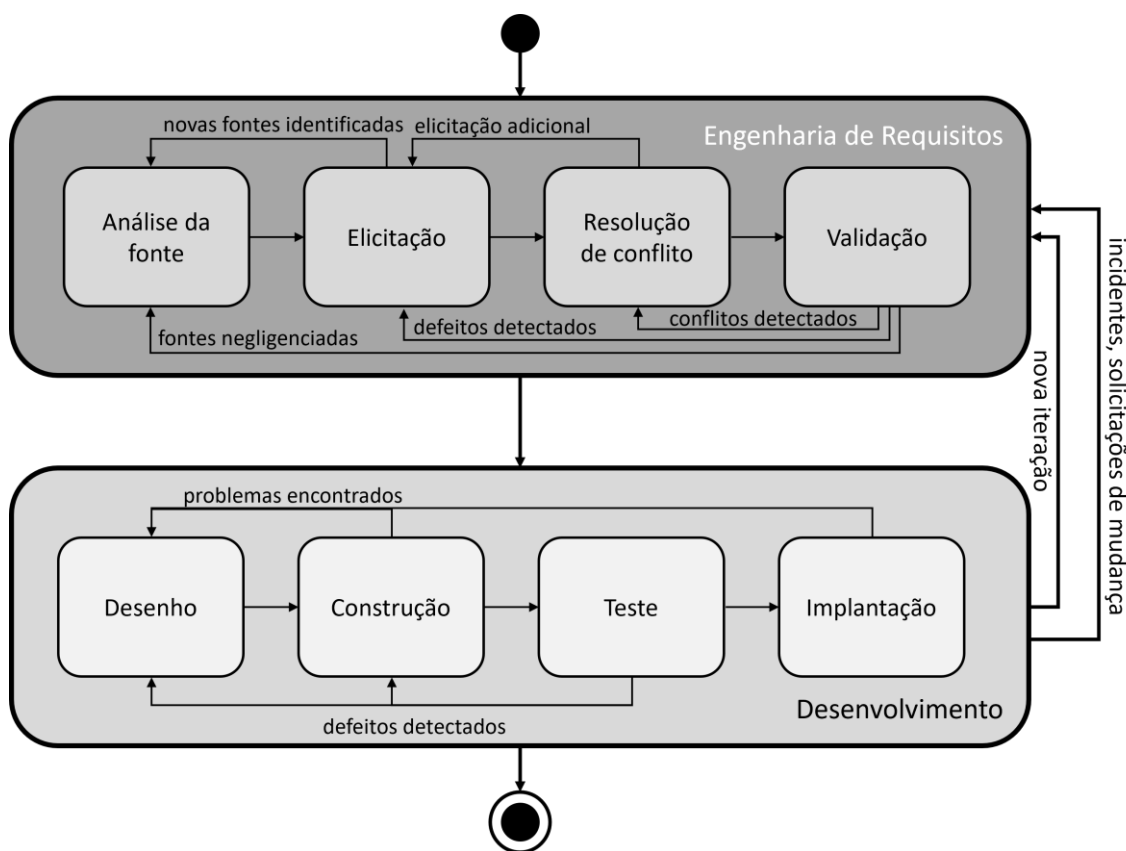 novas fontes identificadas
elicitação adicional
Engenharia de Requisitos
Análise da
fonte
Elicitação
Resolução
de conflito
Validação
fontes negligenciadas
defeitos detectados
conflitos detectados
incidentes, solicitações de mudança
nova iteração
problemas encontrados
Desenho
Construção
Teste
Implantação
defeitos detectados
Desenvolvimento